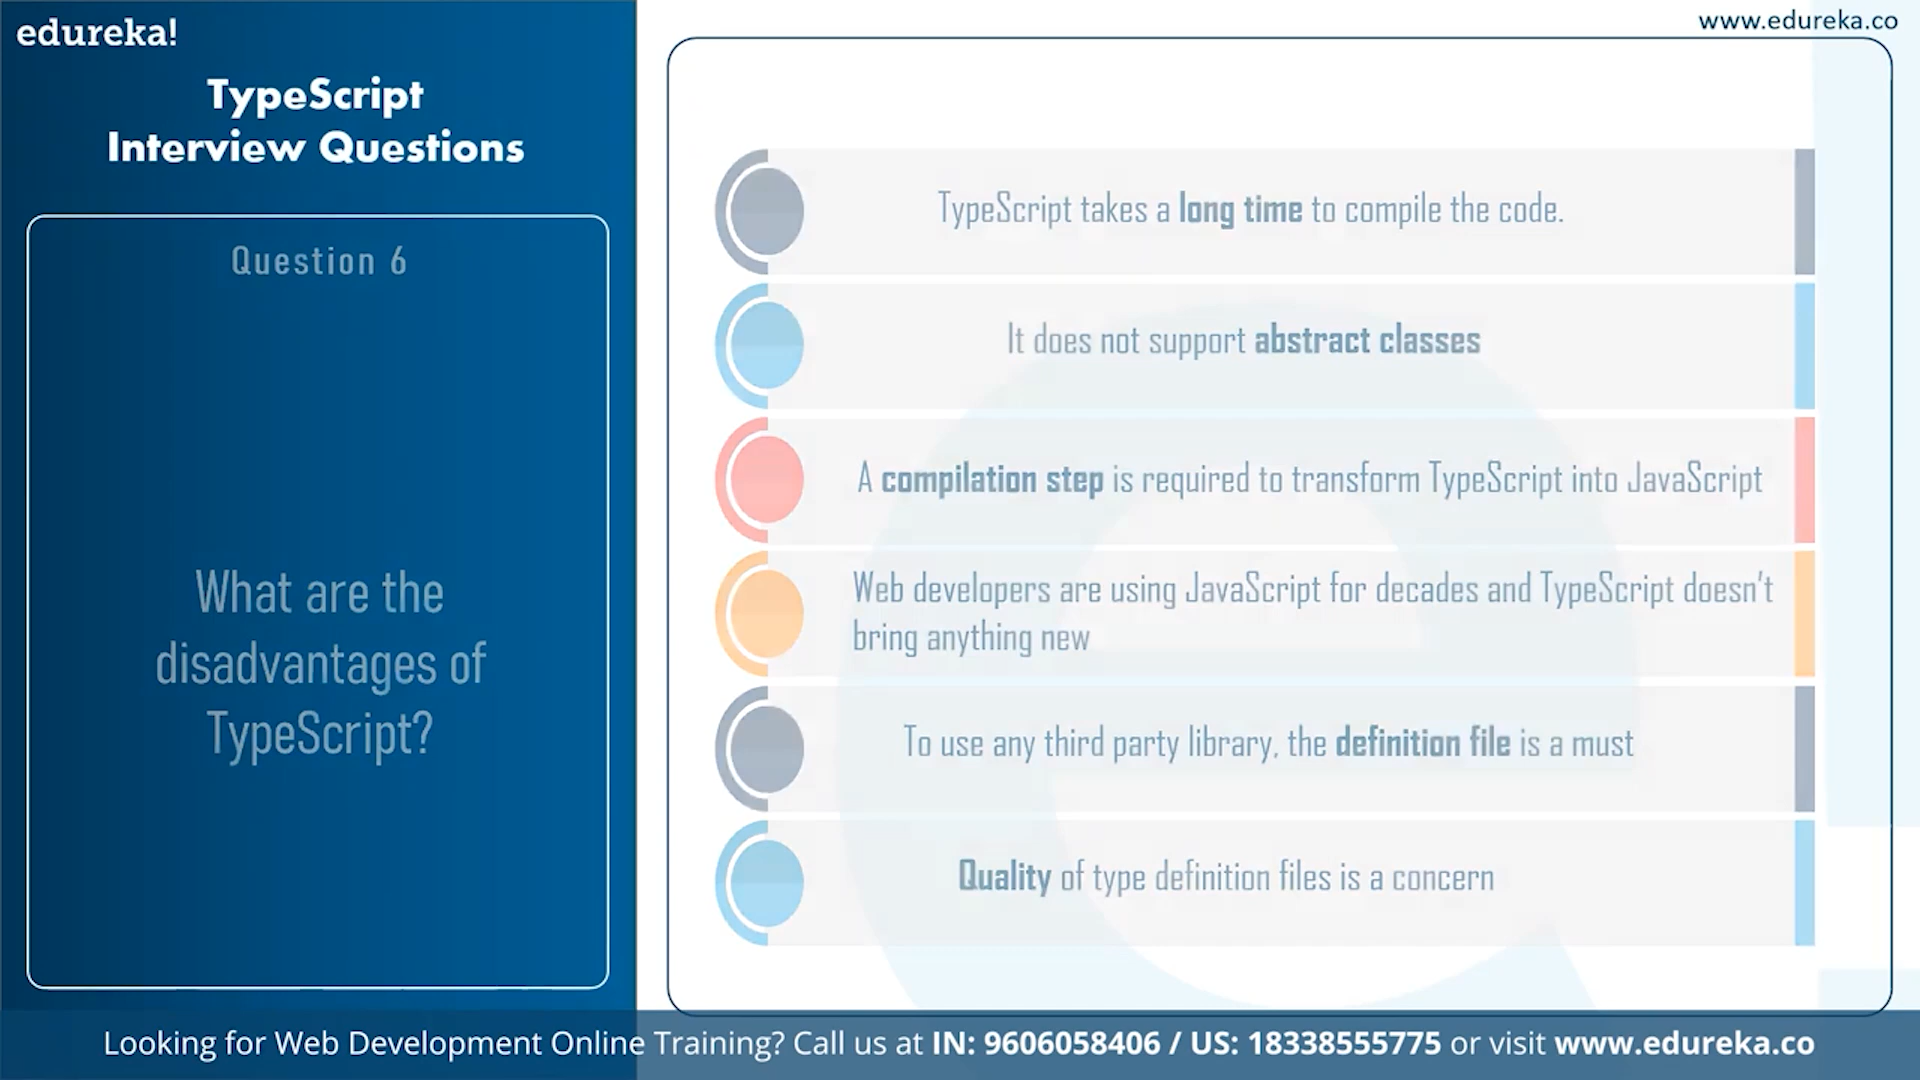 edureka!
www.edureka.co
TypeScript
Interview Questions
Question 6
What are the
disadvantages of
TypeScript?
TypeScript takes a long time to compile the code.
It does not support abstract classes
A compilation step is required to transform TypeScript into JavaScript
Web developers are using JavaScript for decades and TypeScript doesn't
bring anything new
To use any third party library, the definition file is a must
Quality of type definition files is a concern
Looking for Web Development Online Training? Call us at IN: 9606058406 / US: 18338555775 or visit www.edureka.co